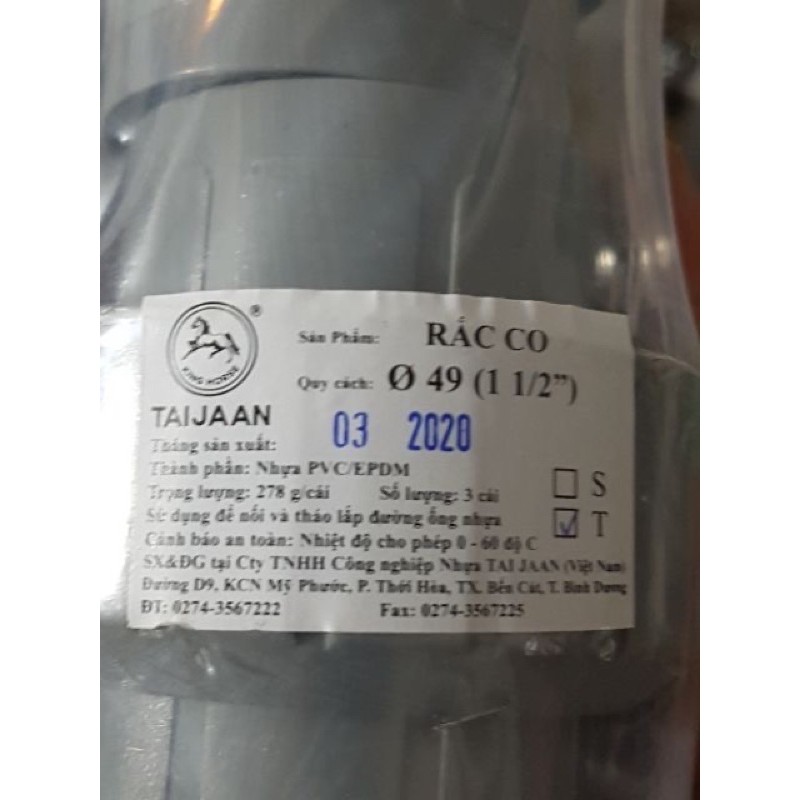 ®
KING HORSE
TAIJAAN
Sản Phẩm: RẮC CO
Quy cách: Ø 49 (1 1/2”)
Tháng sản xuất: 03 2020
Thành phần: Nhựa PVC/EPDM
Trọng lượng: 278 g/cái Số lượng: 3 cái
☐ S
Sử dụng để nối và tháo lắp đường ống nhựa
☑ T
Cảnh báo an toàn: Nhiệt độ cho phép 0 - 60 độ C
SX&ĐG tại Cty TNHH Công nghiệp Nhựa TAI JAAN (Việt Nam)
Đường D9, KCN Mỹ Phước, P. Thới Hòa, TX. Bến Cát, T. Bình Dương
ĐT: 0274-3567222 Fax: 0274-3567225